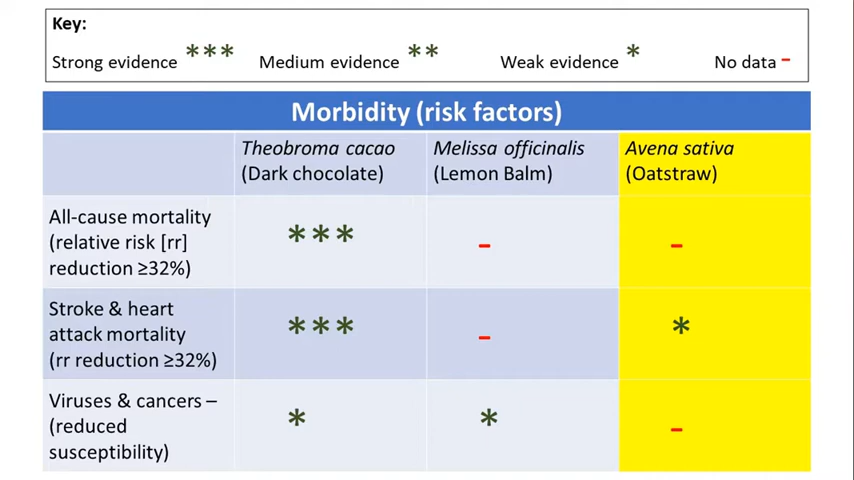 Key:
Strong evidence *** Medium evidence ** Weak evidence * No data -
Morbidity (risk factors)
Theobroma cacao
(Dark chocolate)
Melissa officinalis
(Lemon Balm)
Avena sativa
(Oatstraw)
All-cause mortality
(relative risk [rr]
reduction ≥32%)
*** - -
Stroke & heart
attack mortality
(rr reduction ≥32%)
*** - *
Viruses & cancers –
(reduced
susceptibility)
* * -